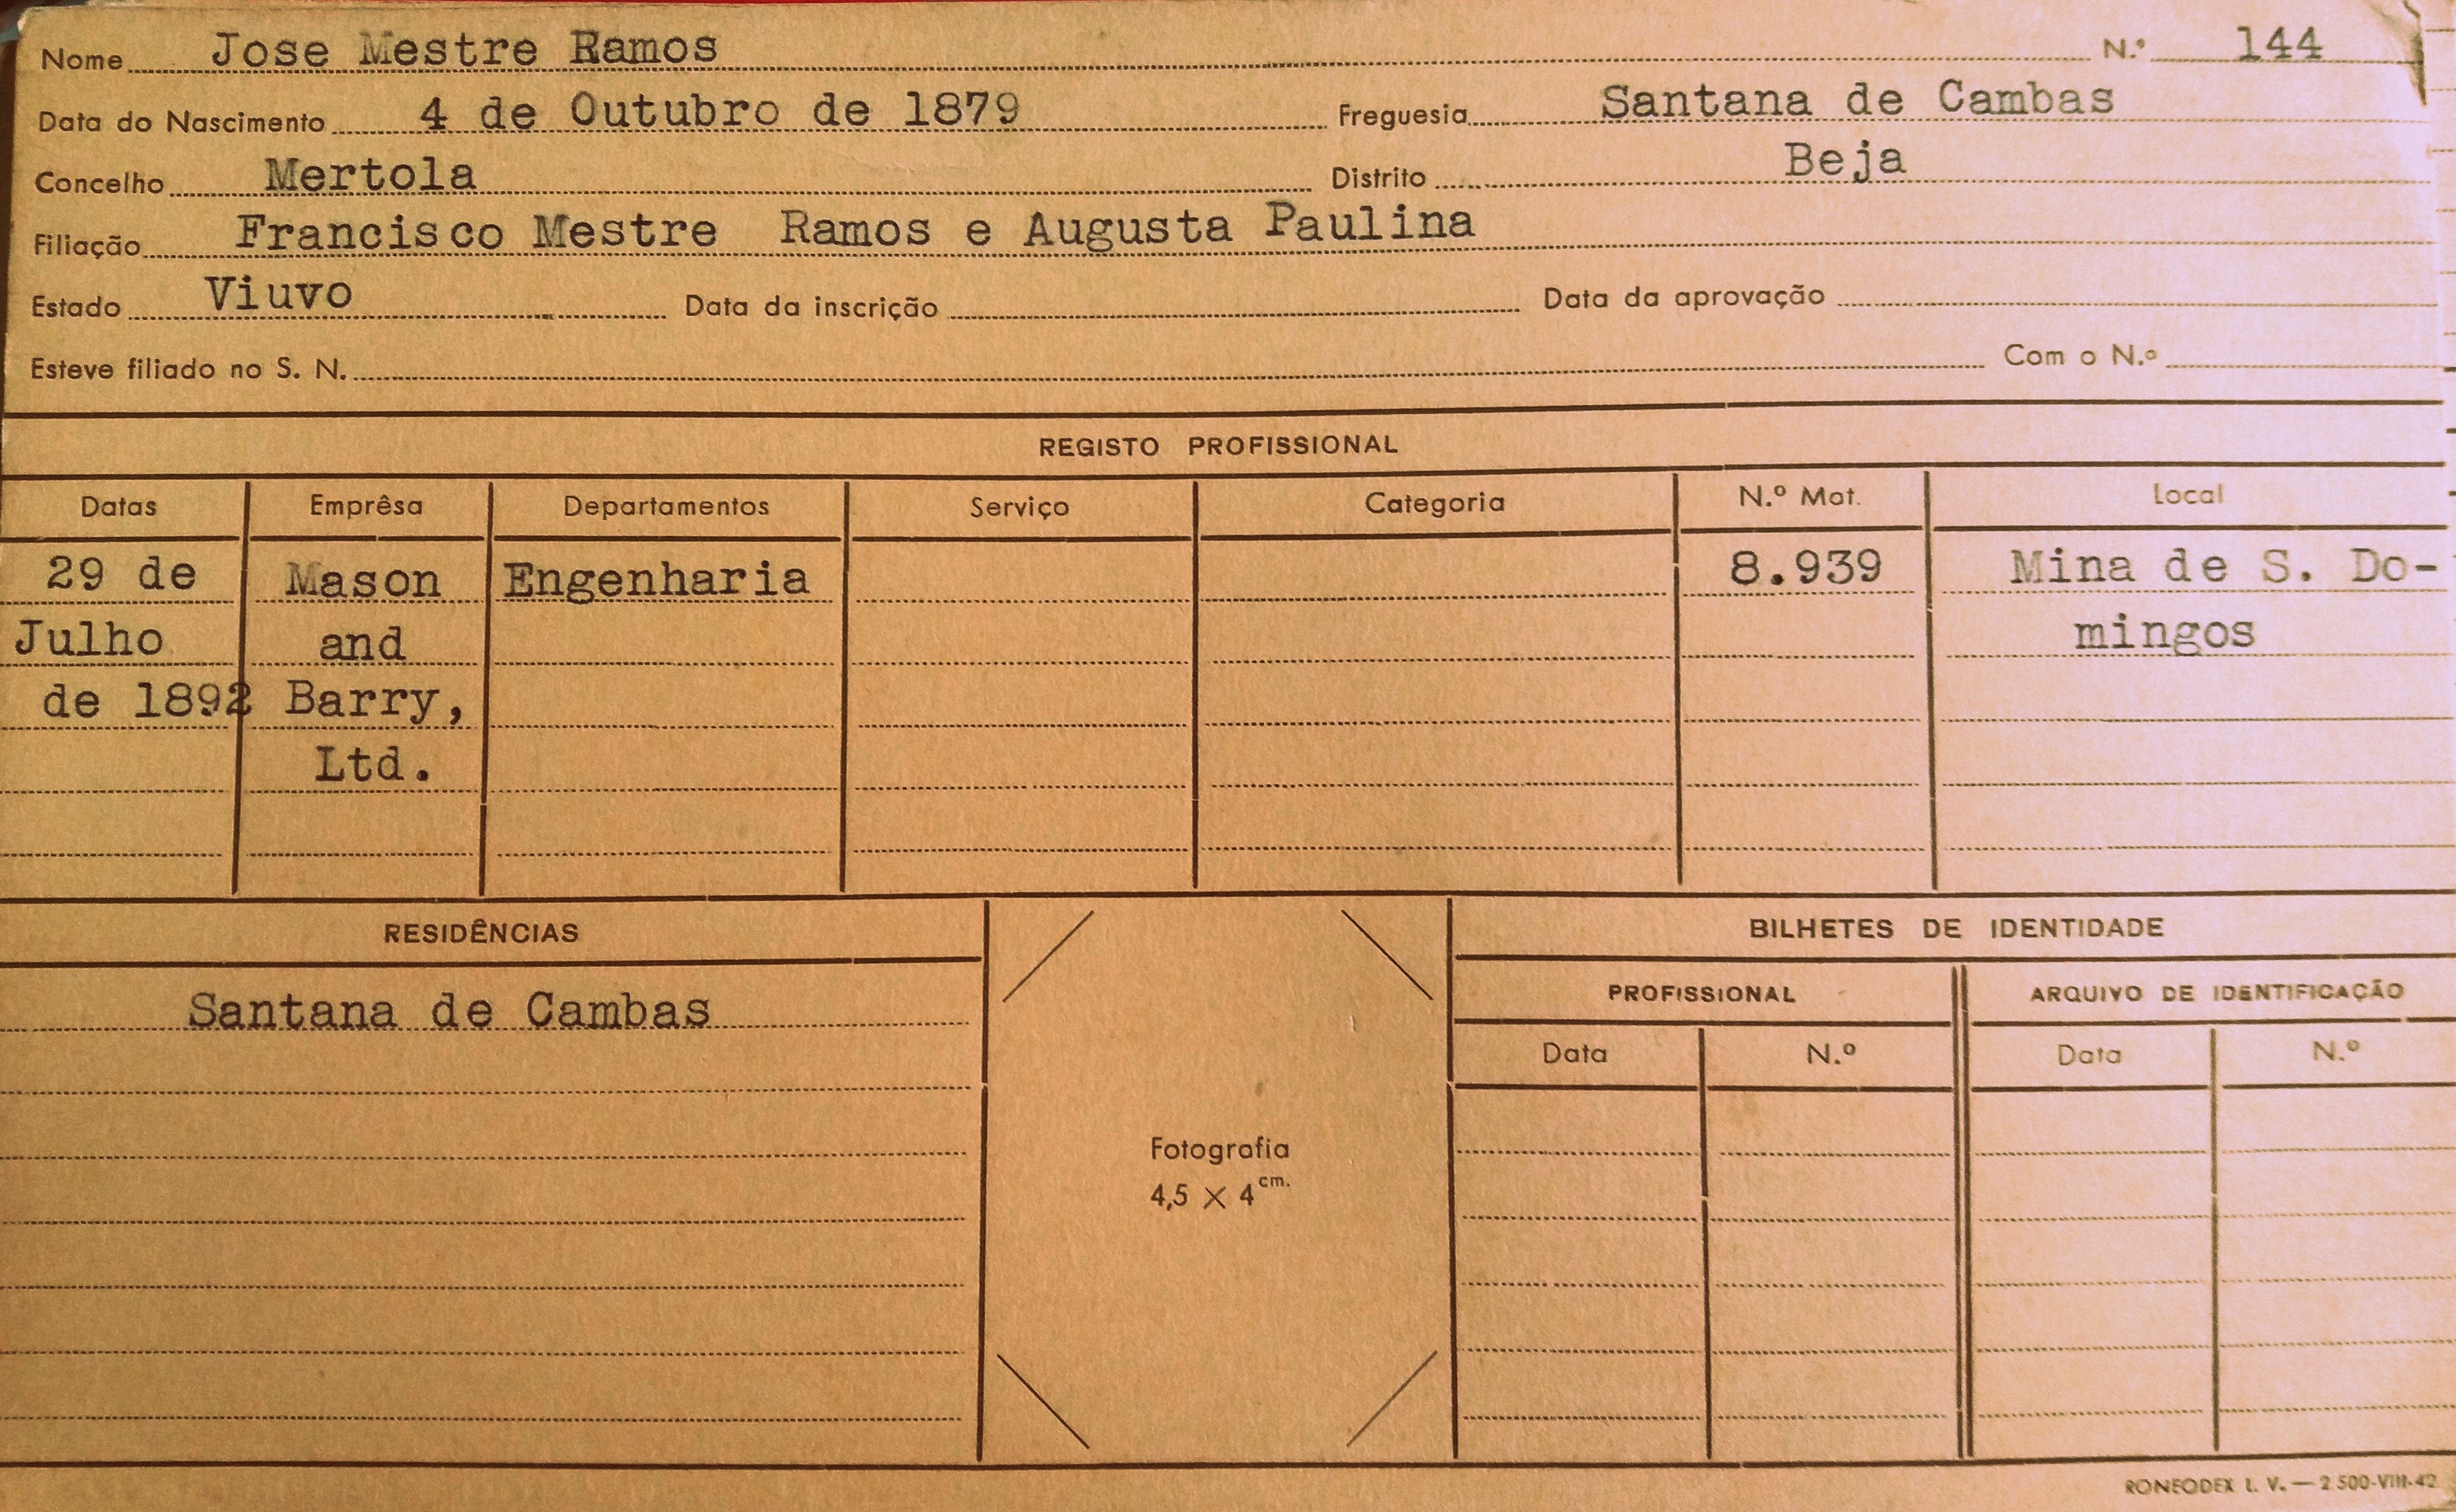 Nome Jose Mestre Ramos N.º 144
Data do Nascimento 4 de Outubro de 1879 Freguesia Santana de Cambas
Concelho Mertola Distrito Beja
Filiação Francisco Mestre Ramos e Augusta Paulina
Estado Viuvo Data da inscrição Data da aprovação
Esteve filiado no S. N. Com o N.º
REGISTO PROFISSIONAL
Datas Emprêsa Departamentos Serviço Categoria N.º Mat. Local
29 de Mason Engenharia 8.939 Mina de S. Do-
Julho and mingos
de 1892 Barry,
Ltd.
RESIDÊNCIAS BILHETES DE IDENTIDADE
Santana de Cambas PROFISSIONAL ARQUIVO DE IDENTIFICAÇÃO
Data N.º Data N.º
Fotografia
4,5 × 4 cm.
RONEODEX L. V. — 2 500-VIII-42